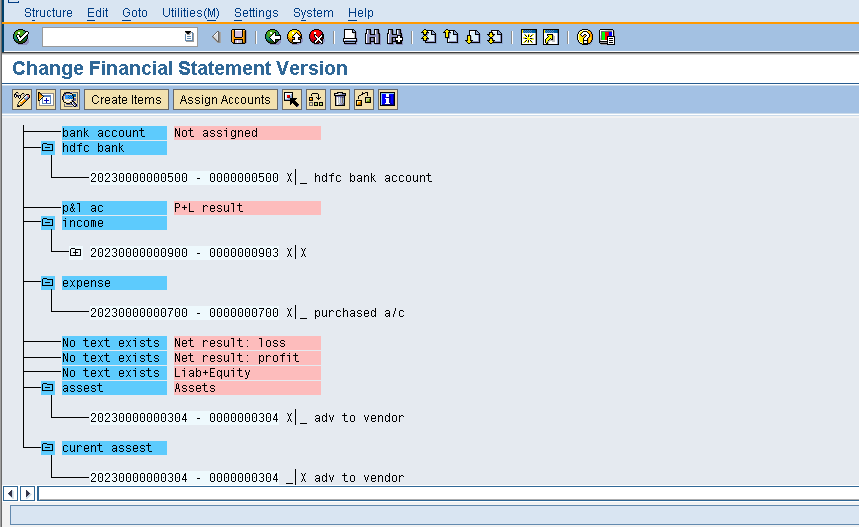 Structure Edit Goto Utilities(M) Settings System Help
Change Financial Statement Version
Create Items Assign Accounts
bank account Not assigned
hdfc bank
20230000000500 - 0000000500 X _ hdfc bank account
p&l ac P+L result
income
20230000000900 - 0000000903 X X
expense
20230000000700 - 0000000700 X _ purchased a/c
No text exists Net result: loss
No text exists Net result: profit
No text exists Liab+Equity
assest Assets
20230000000304 - 0000000304 X _ adv to vendor
curent assest
20230000000304 - 0000000304 _ X adv to vendor